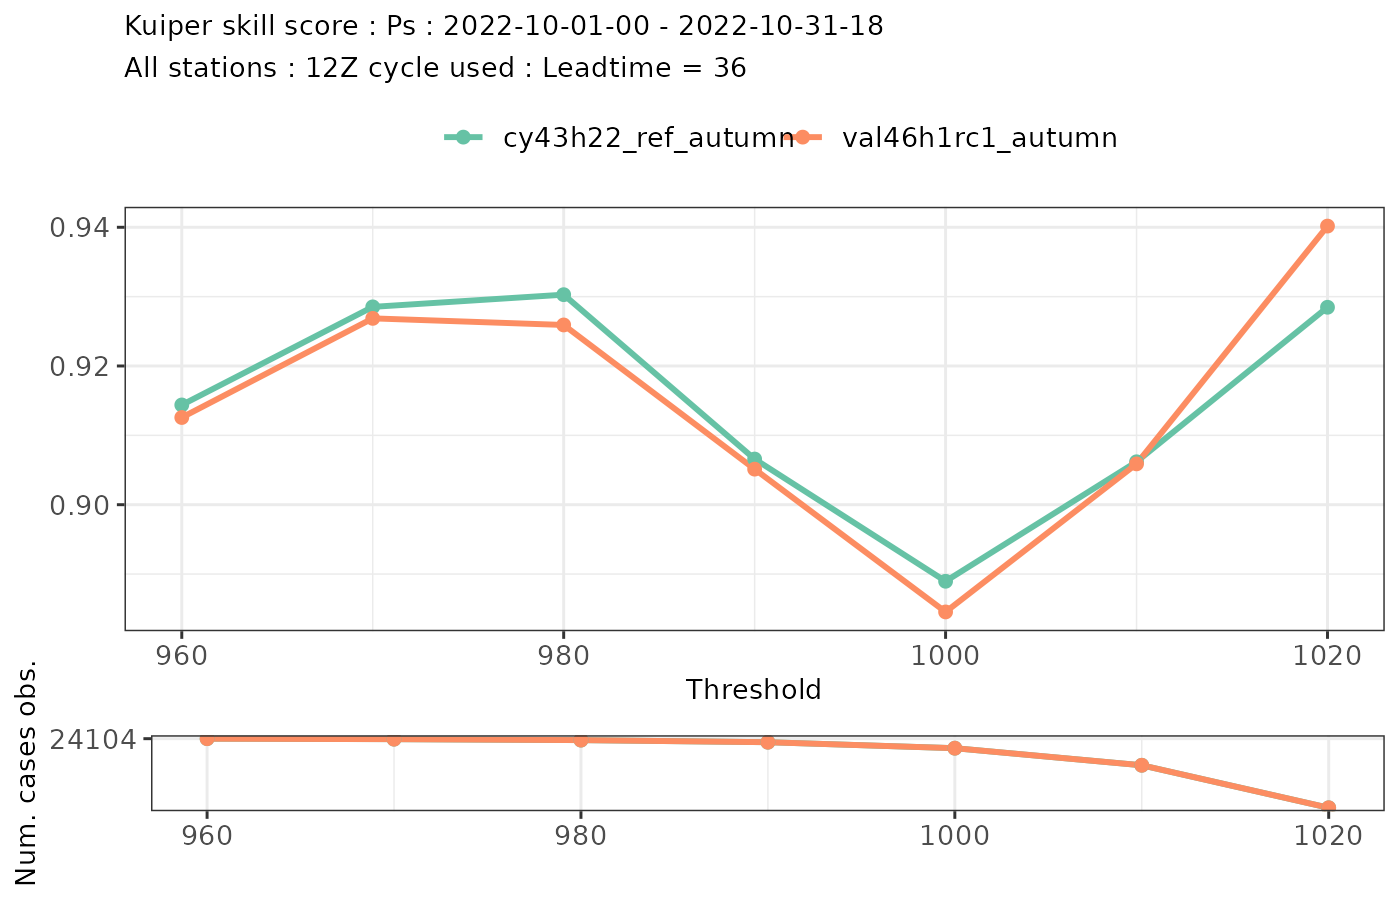 Kuiper skill score : Ps : 2022-10-01-00 - 2022-10-31-18
All stations : 12Z cycle used : Leadtime = 36
cy43h22_ref_autumn val46h1rc1_autumn
0.94
0.92
0.90
960 980 1000 1020
Threshold
Num. cases obs.
24104
960 980 1000 1020